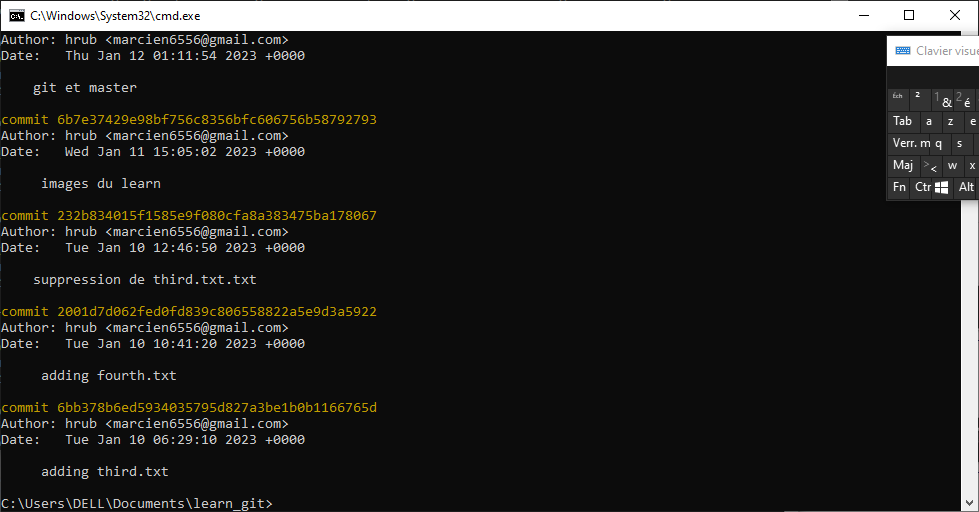 C:\Windows\System32\cmd.exe
Author: hrub <marcien6556@gmail.com>
Date:   Thu Jan 12 01:11:54 2023 +0000
git et master
commit 6b7e37429e98bf756c8356bfc606756b58792793
Author: hrub <marcien6556@gmail.com>
Date:   Wed Jan 11 15:05:02 2023 +0000
images du learn
commit 232b834015f1585e9f080cfa8a383475ba178067
Author: hrub <marcien6556@gmail.com>
Date:   Tue Jan 10 12:46:50 2023 +0000
suppression de third.txt.txt
commit 2001d7d062fed0fd839c806558822a5e9d3a5922
Author: hrub <marcien6556@gmail.com>
Date:   Tue Jan 10 10:41:20 2023 +0000
adding fourth.txt
commit 6bb378b6ed5934035795d827a3be1b0b1166765d
Author: hrub <marcien6556@gmail.com>
Date:   Tue Jan 10 06:29:10 2023 +0000
adding third.txt
C:\Users\DELL\Documents\learn_git>
Clavier visue
Éch ² 1 & 2 é
Tab a z e
Verr. m q s
Maj > < w x
Fn Ctr Alt